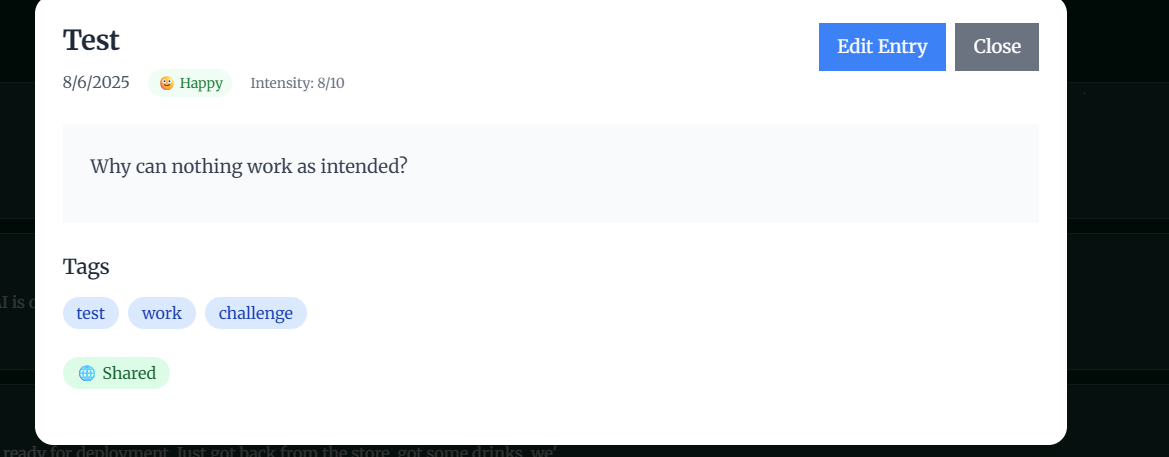 Test
Edit Entry
Close
8/6/2025
Happy
Intensity: 8/10
Why can nothing work as intended?
Tags
test
work
challenge
AI is
Shared
ready for deployment. Just got back from the store, got some drinks, we'